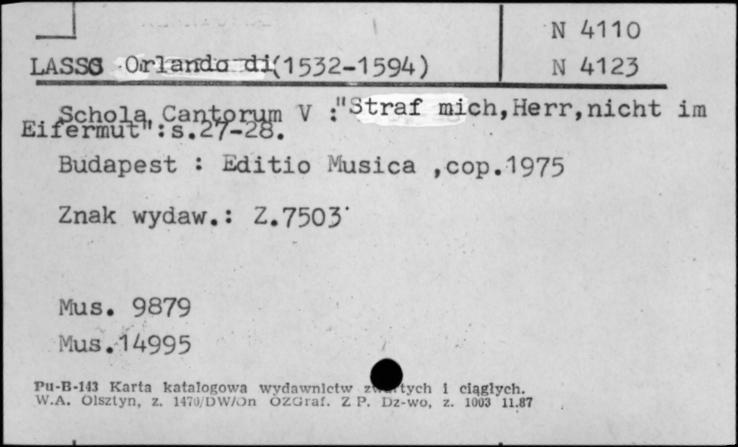 N 4110
LASSO Orlando di(1532-1594)
N 4123
Schola Cantorum V :"Straf mich,Herr,nicht im
Eifermut":s.27-28.
Budapest : Editio Musica ,cop.1975
Znak wydaw.: Z.7503
Mus. 9879
Mus.14995
Pu-B-143 Karta katalogowa wydawnictw zwartych i ciągłych.
W.A. Olsztyn, z. 1470/DW/On OZGraf. Z P. Dz-wo, z. 1003 11.87